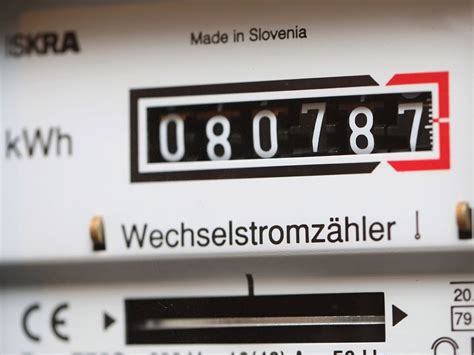 ISKRA
Made in Slovenia
kWh
080787
Wechselstromzähler
CE
20
79